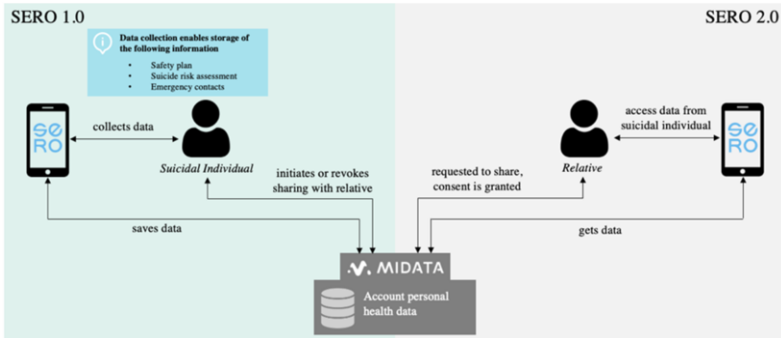 SERO 1.0
SERO 2.0
i
Data collection enables storage of
the following information
• Safety plan
• Suicide risk assessment
• Emergency contacts
se
RO
collects data
Suicidal Individual
initiates or revokes
sharing with relative
saves data
requested to share,
consent is granted
Relative
access data from
suicidal individual
se
RO
gets data
MIDATA
Account personal
health data